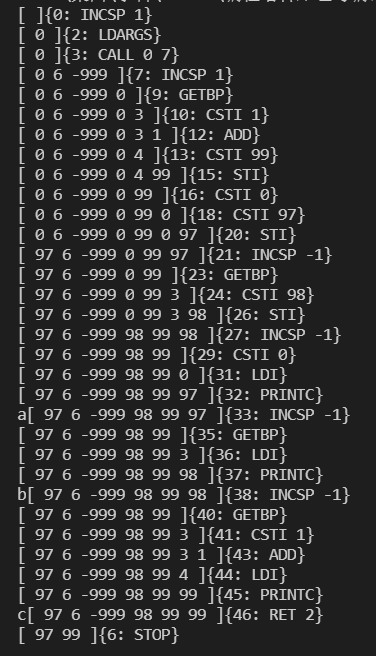 [ ]{0: INCSP 1}
[ 0 ]{2: LDARGS}
[ 0 ]{3: CALL 0 7}
[ 0 6 -999 ]{7: INCSP 1}
[ 0 6 -999 0 ]{9: GETBP}
[ 0 6 -999 0 3 ]{10: CSTI 1}
[ 0 6 -999 0 3 1 ]{12: ADD}
[ 0 6 -999 0 4 ]{13: CSTI 99}
[ 0 6 -999 0 4 99 ]{15: STI}
[ 0 6 -999 0 99 ]{16: CSTI 0}
[ 0 6 -999 0 99 0 ]{18: CSTI 97}
[ 0 6 -999 0 99 0 97 ]{20: STI}
[ 97 6 -999 0 99 97 ]{21: INCSP -1}
[ 97 6 -999 0 99 ]{23: GETBP}
[ 97 6 -999 0 99 3 ]{24: CSTI 98}
[ 97 6 -999 0 99 3 98 ]{26: STI}
[ 97 6 -999 98 99 98 ]{27: INCSP -1}
[ 97 6 -999 98 99 ]{29: CSTI 0}
[ 97 6 -999 98 99 0 ]{31: LDI}
[ 97 6 -999 98 99 97 ]{32: PRINTC}
a[ 97 6 -999 98 99 97 ]{33: INCSP -1}
[ 97 6 -999 98 99 ]{35: GETBP}
[ 97 6 -999 98 99 3 ]{36: LDI}
[ 97 6 -999 98 99 98 ]{37: PRINTC}
b[ 97 6 -999 98 99 98 ]{38: INCSP -1}
[ 97 6 -999 98 99 ]{40: GETBP}
[ 97 6 -999 98 99 3 ]{41: CSTI 1}
[ 97 6 -999 98 99 3 1 ]{43: ADD}
[ 97 6 -999 98 99 4 ]{44: LDI}
[ 97 6 -999 98 99 99 ]{45: PRINTC}
c[ 97 6 -999 98 99 99 ]{46: RET 2}
[ 97 99 ]{6: STOP}